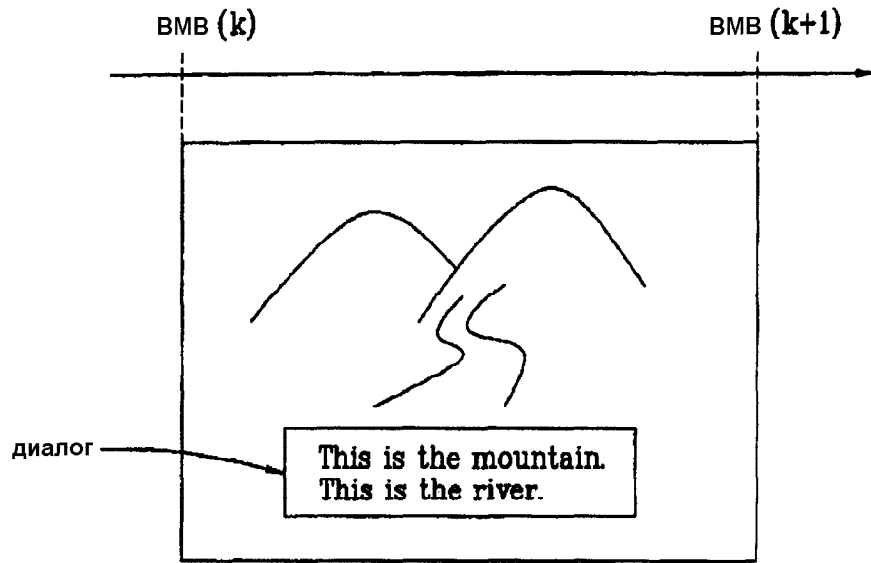 ВМВ (k)
ВМВ (k+1)
диалог
This is the mountain.
This is the river.